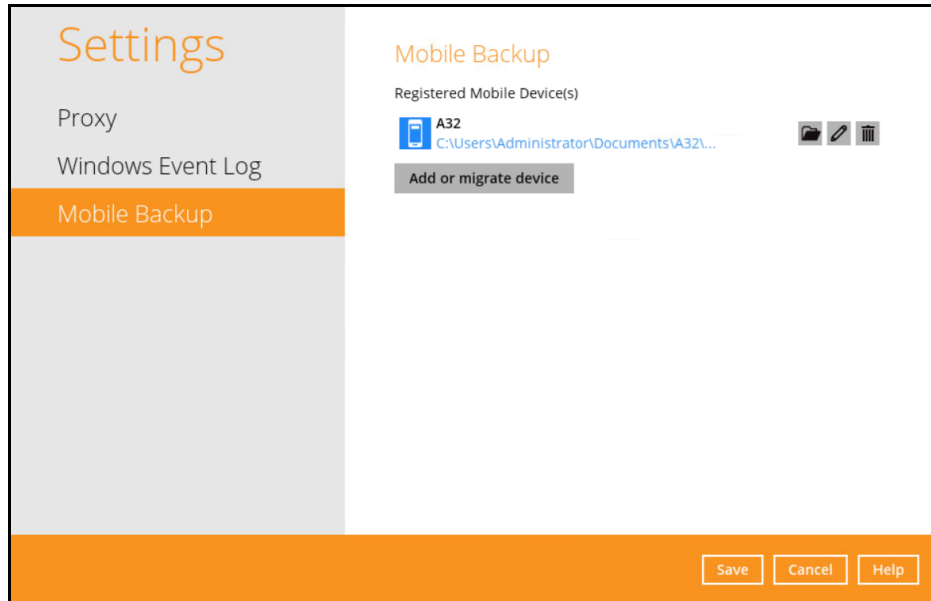 Settings
Proxy
Windows Event Log
Mobile Backup
Mobile Backup
Registered Mobile Device(s)
A32
C:\Users\Administrator\Documents\A32\...
Add or migrate device
Save
Cancel
Help